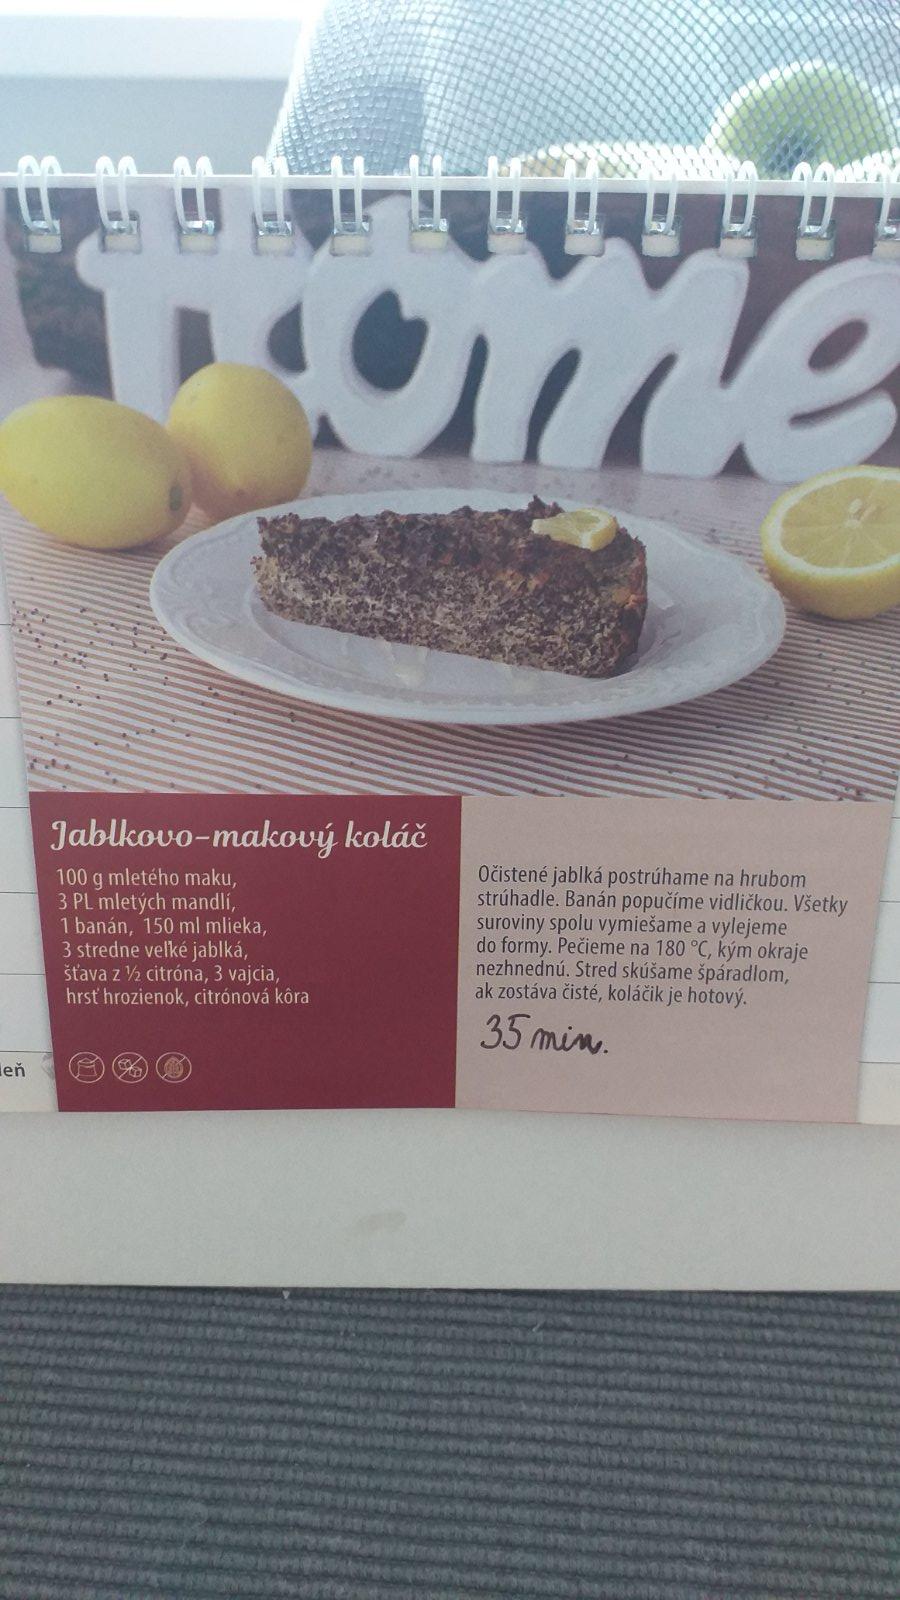 Home
Jablkovo-makový koláč
100 g mletého maku,
3 PL mletých mandlí,
1 banán, 150 ml mlieka,
3 stredne veľké jablká,
šťava z ½ citróna, 3 vajcia,
hrsť hrozienok, citrónová kôra
Očistené jablká postrúhame na hrubom
strúhadle. Banán popučíme vidličkou. Všetky
suroviny spolu vymiešame a vylejeme
do formy. Pečieme na 180 °C, kým okraje
nezhnednú. Stred skúšame špáradlom,
ak zostáva čisté, koláčik je hotový.
35 min.